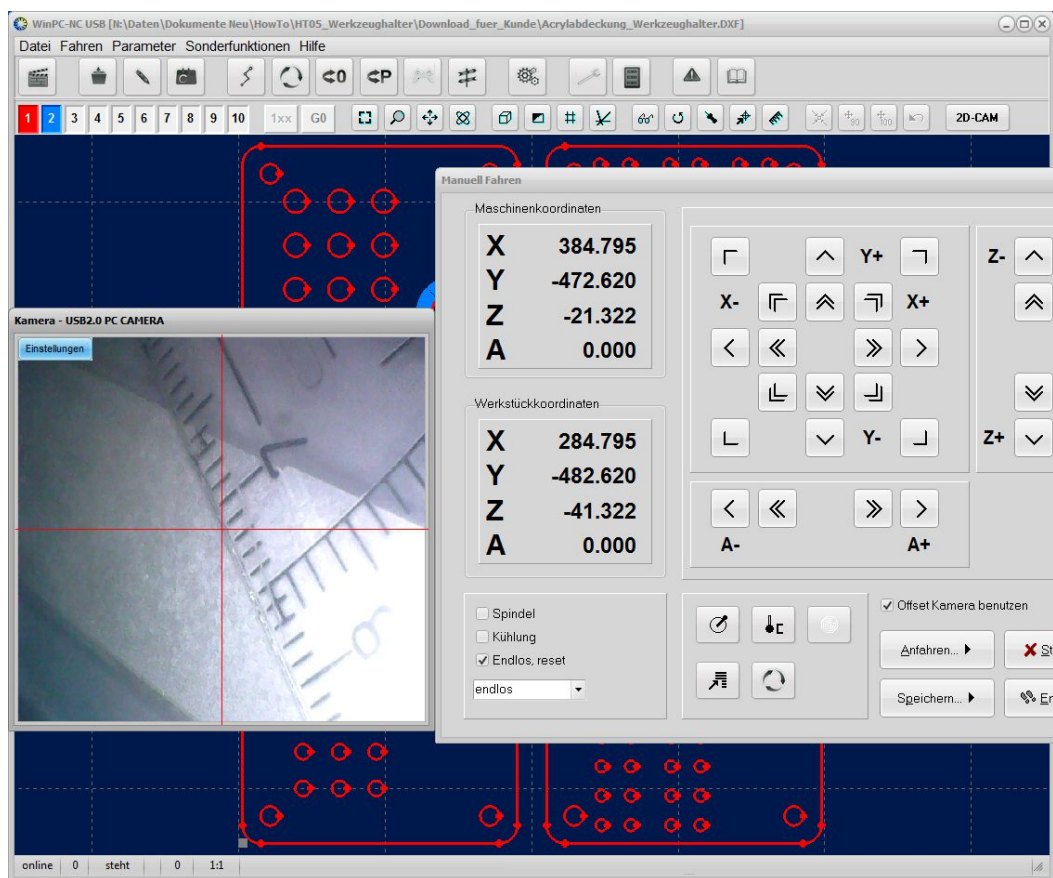 WinPC-NC USB [N:\Daten\Dokumente Neu\HowTo\HT05_Werkzeughalter\Download_fuer_Kunde\Acrylabdeckung_Werkzeughalter.DXF]
Datei Fahren Parameter Sonderfunktionen Hilfe
0 P
1 2 3 4 5 6 7 8 9 10 1xx G0 2D-CAM
Manuell Fahren
Maschinenkoordinaten
X 384.795
Y -472.620
Z -21.322
A 0.000
Y+ Z-
X- X+
Y- Z+
A- A+
Werkstückkoordinaten
X 284.795
Y -482.620
Z -41.322
A 0.000
Kamera - USB2.0 PC CAMERA
Einstellungen
Spindel
Kühlung
Endlos, reset
endlos
Offset Kamera benutzen
Anfahren...
St
Speichern...
En
online 0 steht 0 1:1